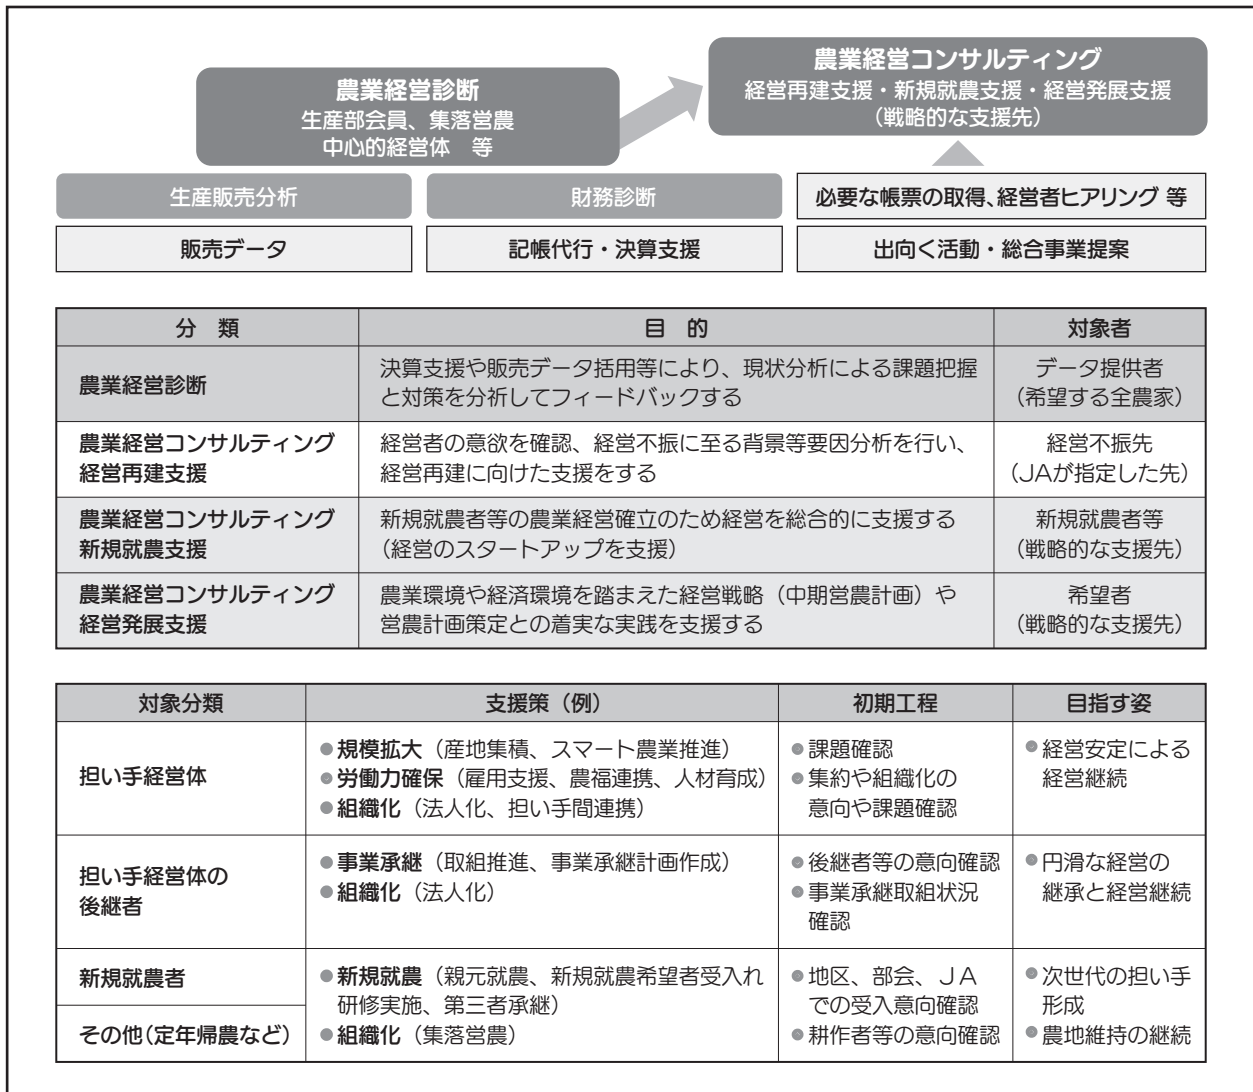 農業経営診断
生産部会員、集落営農
中心的経営体　等
農業経営コンサルティング
経営再建支援・新規就農支援・経営発展支援
(戦略的な支援先)
生産販売分析
財務診断
必要な帳票の取得、経営者ヒアリング 等
販売データ
記帳代行・決算支援
出向く活動・総合事業提案
分　類
目　的
対象者
農業経営診断
決算支援や販売データ括用等により、現状分析による課題把握
と対策を分析してフィードバックする
データ提供者
(希望する全農家)
農業経営コンサルティング
経営再建支援
経営者の意欲を確認、経営不振に至る背景等要因分析を行い、
経営再建に向けた支援をする
経営不振先
(JAが指定した先)
農業経営コンサルティング
新規就農支援
新規就農者等の農業経営確立のため経営を総合的に支援する
(経営のスタートアップを支援)
新規就農者等
(戦略的な支援先)
農業経営コンサルティング
経営発展支援
農業環境や経済環境を踏まえた経営戦略(中期営農計画)や
営農計画策定との着実な実践を支援する
希望者
(戦略的な支援先)
対象分類
支援策(例)
初期工程
目指す姿
担い手経営体
●規模拡大(産地集積、スマート農業推進)
●労働力確保(雇用支援、農福連携、人材育成)
●組織化(法人化、担い手間連携)
●課題確認
●集約や組織化の
意向や課題確認
●経営安定による
経営継続
担い手経営体の
後継者
●事業承継(取組推進、事業承継計画作成)
●組織化(法人化)
●後継者等の意向確認
●事業承継取組状況
確認
●円滑な経営の
継承と経営継続
新規就農者
その他(定年帰農など)
●新規就農(親元就農、新規就農希望者受入れ
研修実施、第三者承継)
●組織化(集落営農)
●地区、部会、ＪＡ
での受入意向確認
●耕作者等の意向確認
●次世代の担い手
形成
●農地維持の継続